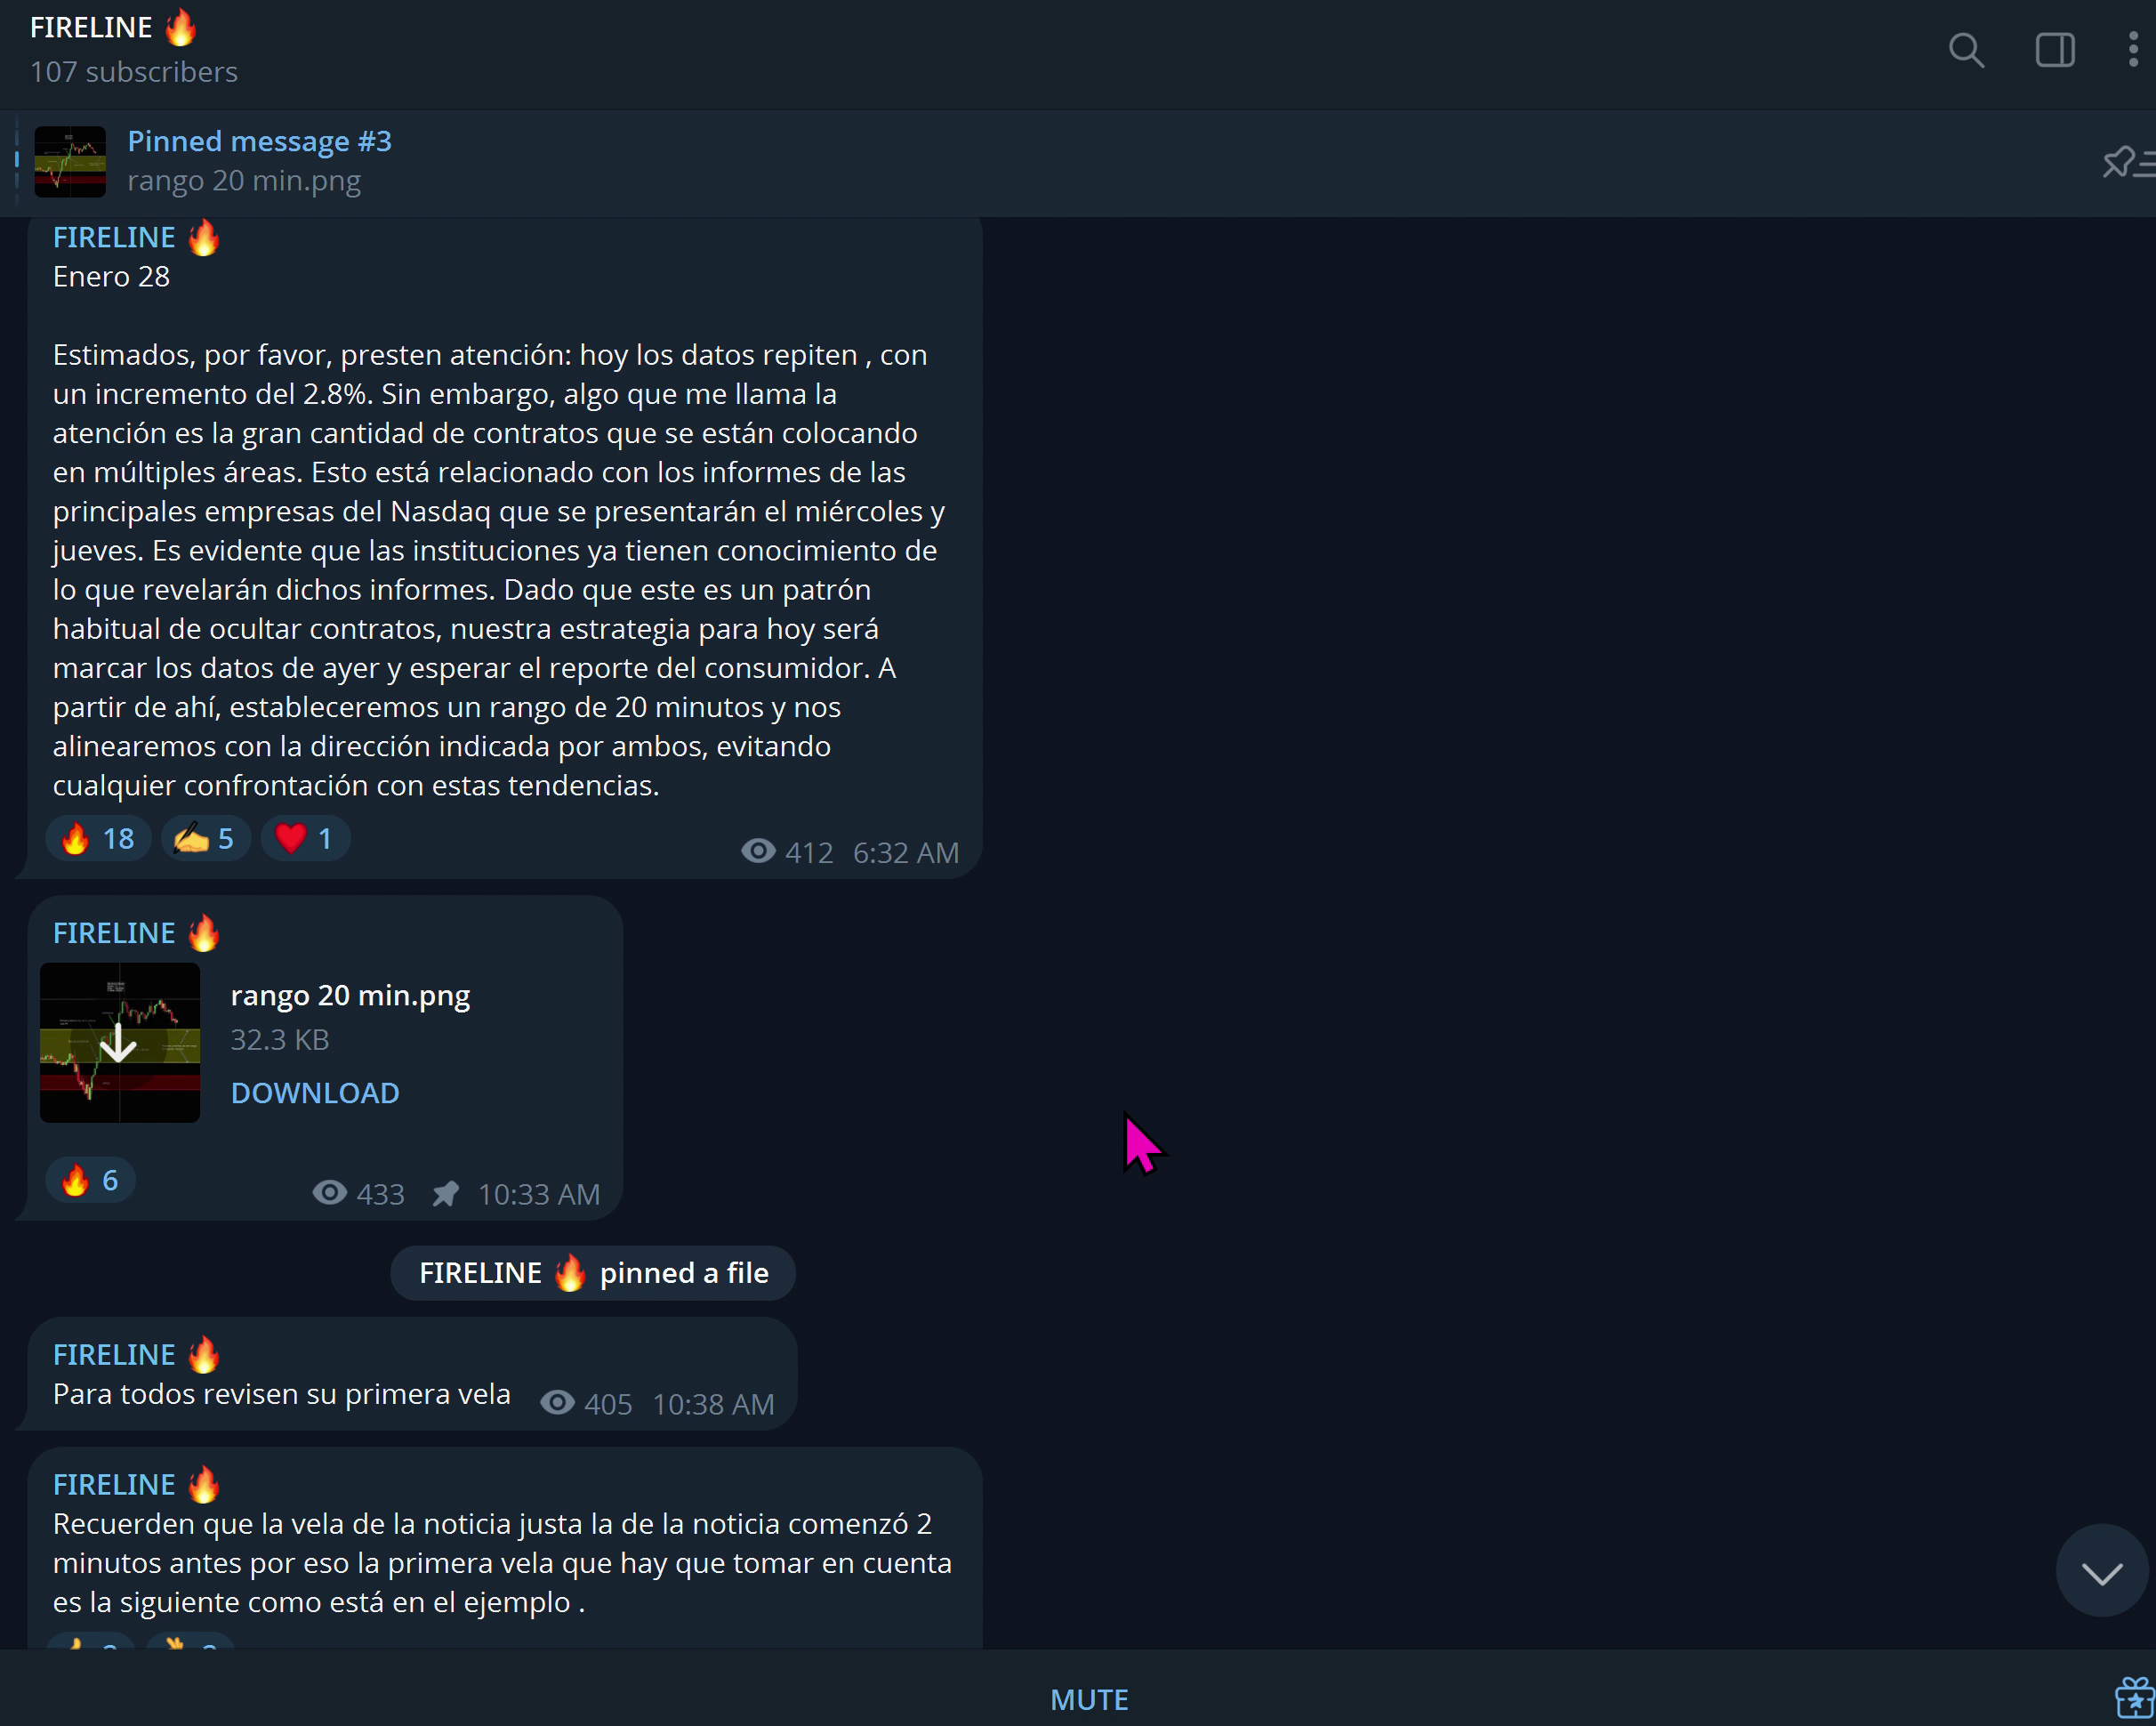 FIRELINE 🔥
107 subscribers
Pinned message #3
rango 20 min.png
FIRELINE 🔥
Enero 28
Estimados, por favor, presten atención: hoy los datos repiten , con
un incremento del 2.8%. Sin embargo, algo que me llama la
atención es la gran cantidad de contratos que se están colocando
en múltiples áreas. Esto está relacionado con los informes de las
principales empresas del Nasdaq que se presentarán el miércoles y
jueves. Es evidente que las instituciones ya tienen conocimiento de
lo que revelarán dichos informes. Dado que este es un patrón
habitual de ocultar contratos, nuestra estrategia para hoy será
marcar los datos de ayer y esperar el reporte del consumidor. A
partir de ahí, estableceremos un rango de 20 minutos y nos
alinearemos con la dirección indicada por ambos, evitando
cualquier confrontación con estas tendencias.
🔥 18 ✍️ 5 ❤️ 1
412 6:32 AM
FIRELINE 🔥
rango 20 min.png
32.3 KB
DOWNLOAD
🔥 6
433 10:33 AM
FIRELINE 🔥 pinned a file
FIRELINE 🔥
Para todos revisen su primera vela
405 10:38 AM
FIRELINE 🔥
Recuerden que la vela de la noticia justa la de la noticia comenzó 2
minutos antes por eso la primera vela que hay que tomar en cuenta
es la siguiente como está en el ejemplo .
MUTE